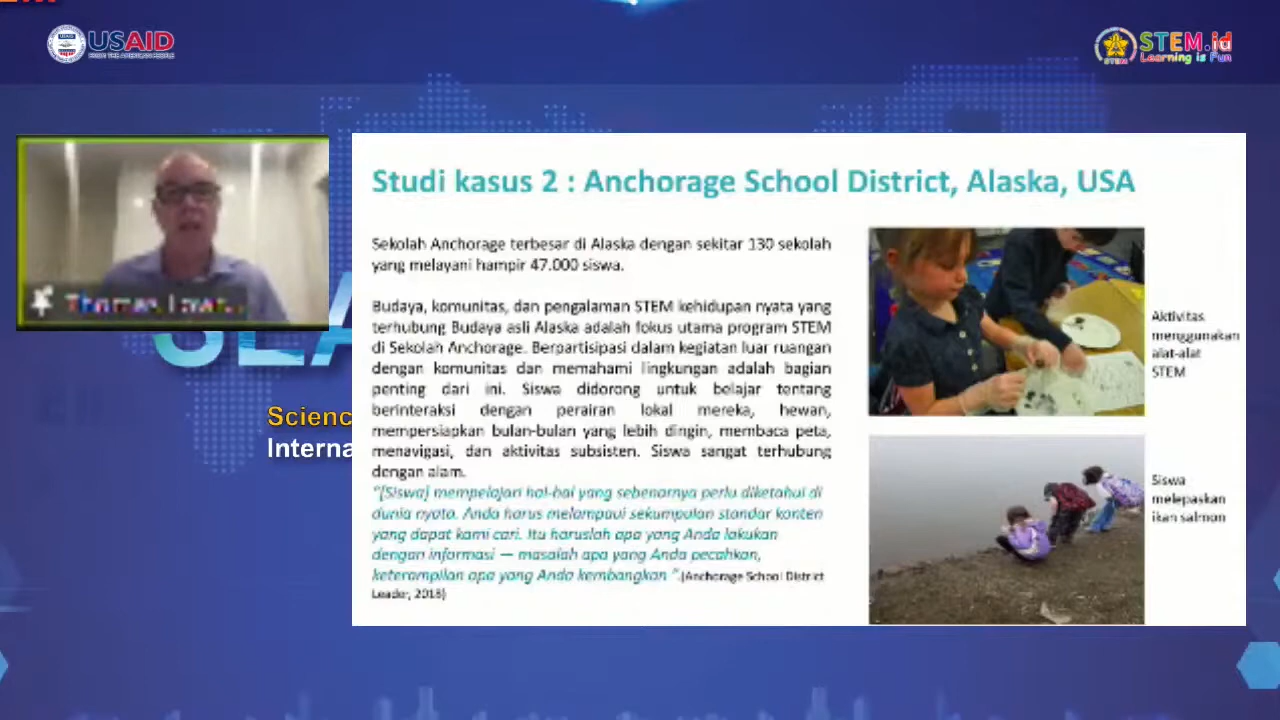 USAID
FROM THE AMERICAN PEOPLE
STEM.id
Learning is Fun
STEM
Studi kasus 2 : Anchorage School District, Alaska, USA
Sekolah Anchorage terbesar di Alaska dengan sekitar 130 sekolah
yang melayani hampir 47.000 siswa.
Budaya, komunitas, dan pengalaman STEM kehidupan nyata yang
terhubung Budaya asli Alaska adalah fokus utama program STEM
di Sekolah Anchorage. Berpartisipasi dalam kegiatan luar ruangan
dengan komunitas dan memahami lingkungan adalah bagian
penting dari ini. Siswa didorong untuk belajar tentang
berinteraksi dengan perairan lokal mereka, hewan,
mempersiapkan bulan-bulan yang lebih dingin, membaca peta,
menavigasi, dan aktivitas subsisten. Siswa sangat terhubung
dengan alam.
"[Siswa] mempelajari hal-hal yang sebenarnya perlu diketahui di
dunia nyata. Anda harus melampaui sekumpulan standar konten
yang dapat kami cari. Itu haruslah apa yang Anda lakukan
dengan informasi — masalah apa yang Anda pecahkan,
keterampilan apa yang Anda kembangkan ".(Anchorage School District
Leader, 2018)
Aktivitas
menggunakan
alat-alat
STEM
Siswa
melepaskan
ikan salmon
Thomas
Scienc
Interna